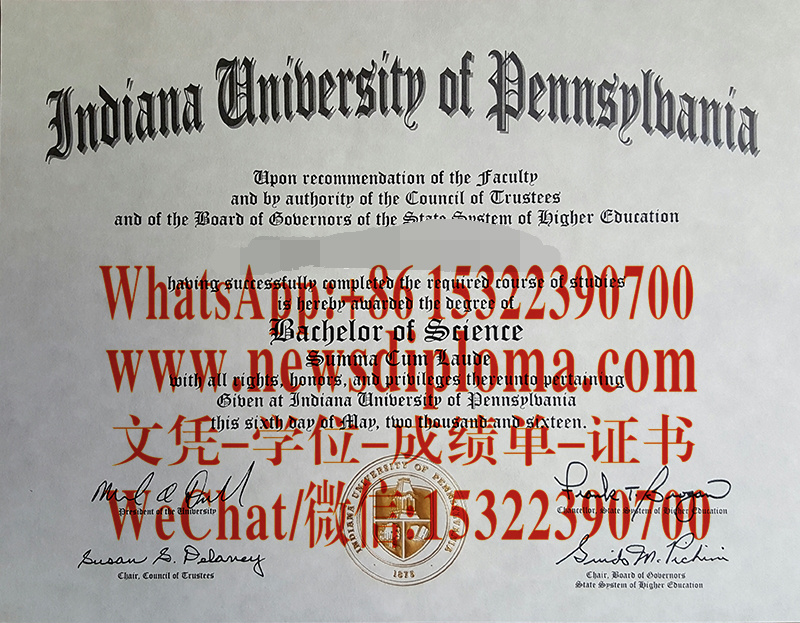 Indiana University of Pennsylvania
Upon recommendation of the Faculty
and by authority of the Council of Trustees
and of the Board of Governors of the State System of Higher Education
WhatsApp:+86 15322390700
having successfully completed the required course of studies
is hereby awarded the degree of
Bachelor of Science
www.newsdiploma.com
Summa Cum Laude
with all rights, honors, and privileges thereunto pertaining
Given at Indiana University of Pennsylvania
this sixth day of May, two thousand and sixteen.
文凭-学位-成绩单-证书
President of the University
Chancellor, State System of Higher Education
WeChat/微信:15322390700
INDIANA UNIVERSITY OF PENNSYLVANIA
1875
Susan S. Delaney
Chair, Council of Trustees
Guido M. Pichini
Chair, Board of Governors
State System of Higher Education